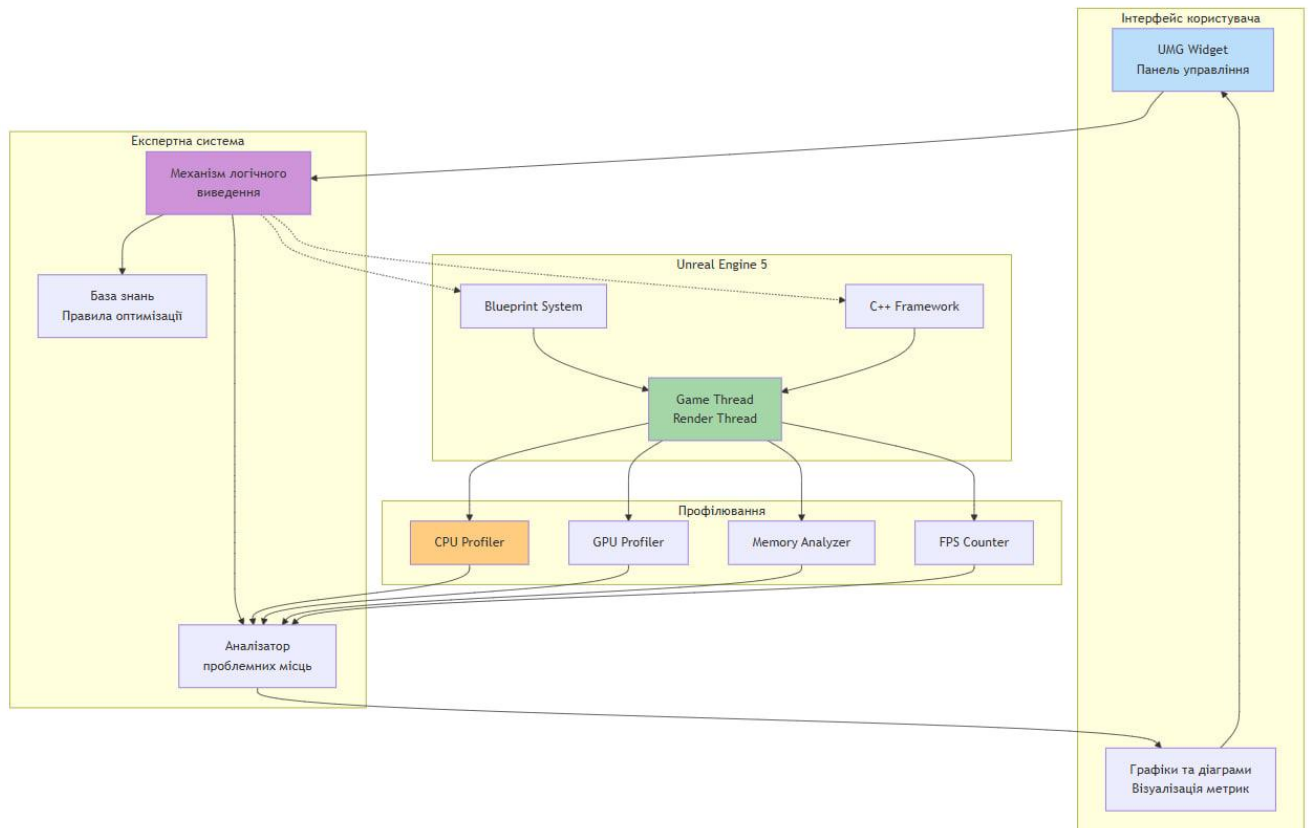 Інтерфейс користувача
UMG Widget
Панель управління
Експертна система
Механізм логічного
виведення
База знань
Правила оптимізації
Unreal Engine 5
Blueprint System
C++ Framework
Game Thread
Render Thread
Профілювання
CPU Profiler
GPU Profiler
Memory Analyzer
FPS Counter
Аналізатор
проблемних місць
Графіки та діаграми
Візуалізація метрик